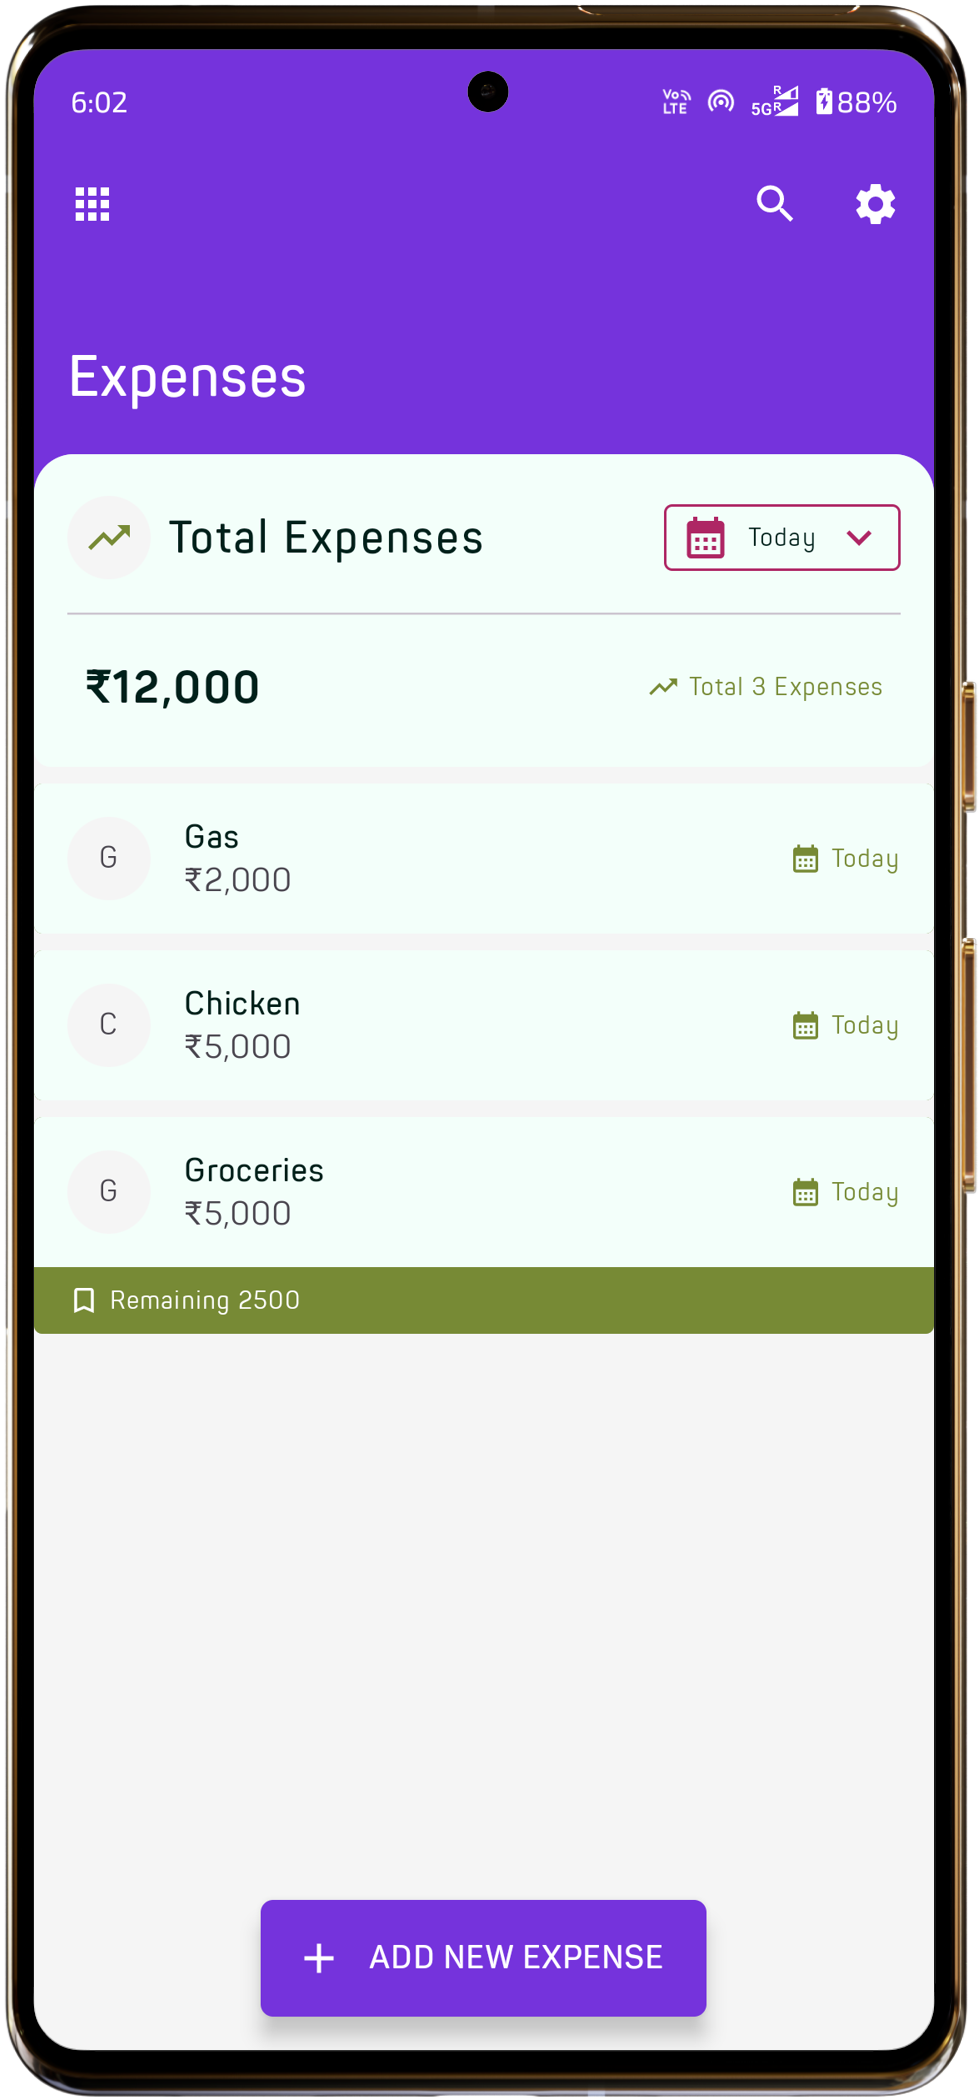 6:02
Vo LTE 5G R R 88%
Expenses
Total Expenses
Today
₹12,000
Total 3 Expenses
G
Gas
₹2,000
Today
C
Chicken
₹5,000
Today
G
Groceries
₹5,000
Today
Remaining 2500
ADD NEW EXPENSE